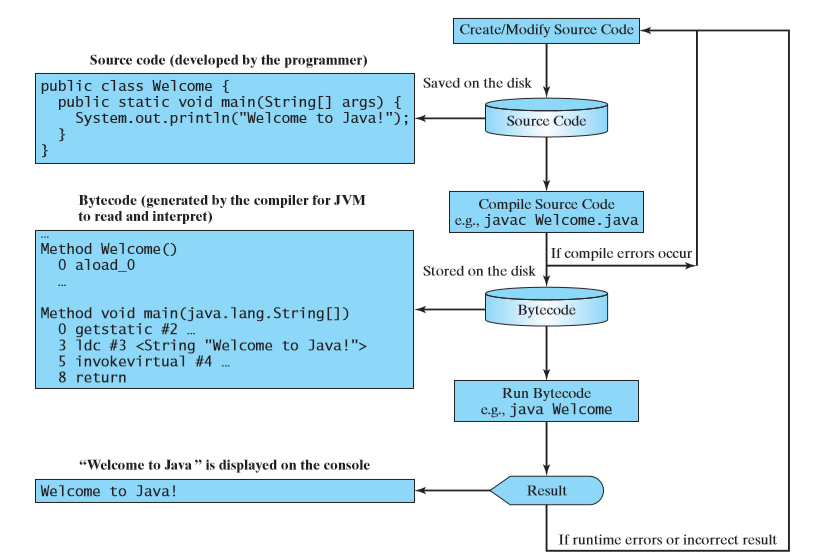 Create/Modify Source Code
Source code (developed by the programmer)
public class Welcome {
  public static void main(String[] args) {
    System.out.println("Welcome to Java!");
  }
}
Saved on the disk
Source Code
Compile Source Code
e.g., javac Welcome.java
If compile errors occur
Stored on the disk
Bytecode (generated by the compiler for JVM
to read and interpret)
…
Method Welcome()
  0 aload_0
  …
Method void main(java.lang.String[])
  0 getstatic #2 …
  3 ldc #3 <String "Welcome to Java!">
  5 invokevirtual #4 …
  8 return
Bytecode
Run Bytecode
e.g., java Welcome
“Welcome to Java” is displayed on the console
Welcome to Java!
Result
If runtime errors or incorrect result